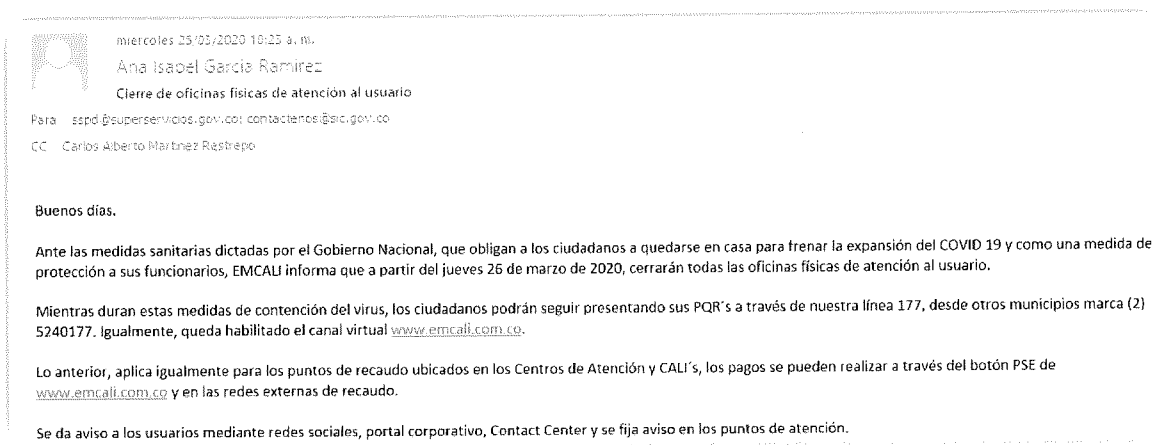 miercoles 25/03/2020 10:25 a. m.
Ana Isabel Garcia Ramirez
Cierre de oficinas fisicas de atención al usuario
Para sspd@superservicios.gov.co; contactenos@sic.gov.co
CC Carlos Alberto Martinez Restrepo
Buenos días.
Ante las medidas sanitarias dictadas por el Gobierno Nacional, que obligan a los ciudadanos a quedarse en casa para frenar la expansión del COVID 19 y como una medida de
protección a sus funcionarios, EMCALI informa que a partir del jueves 26 de marzo de 2020, cerrarán todas las oficinas físicas de atención al usuario.
Mientras duran estas medidas de contención del virus, los ciudadanos podrán seguir presentando sus PQR´s a través de nuestra línea 177, desde otros municipios marca (2)
5240177. Igualmente, queda habilitado el canal virtual www.emcali.com.co.
Lo anterior, aplica igualmente para los puntos de recaudo ubicados en los Centros de Atención y CALI´s, los pagos se pueden realizar a través del botón PSE de
www.emcali.com.co y en las redes externas de recaudo.
Se da aviso a los usuarios mediante redes sociales, portal corporativo, Contact Center y se fija aviso en los puntos de atención.